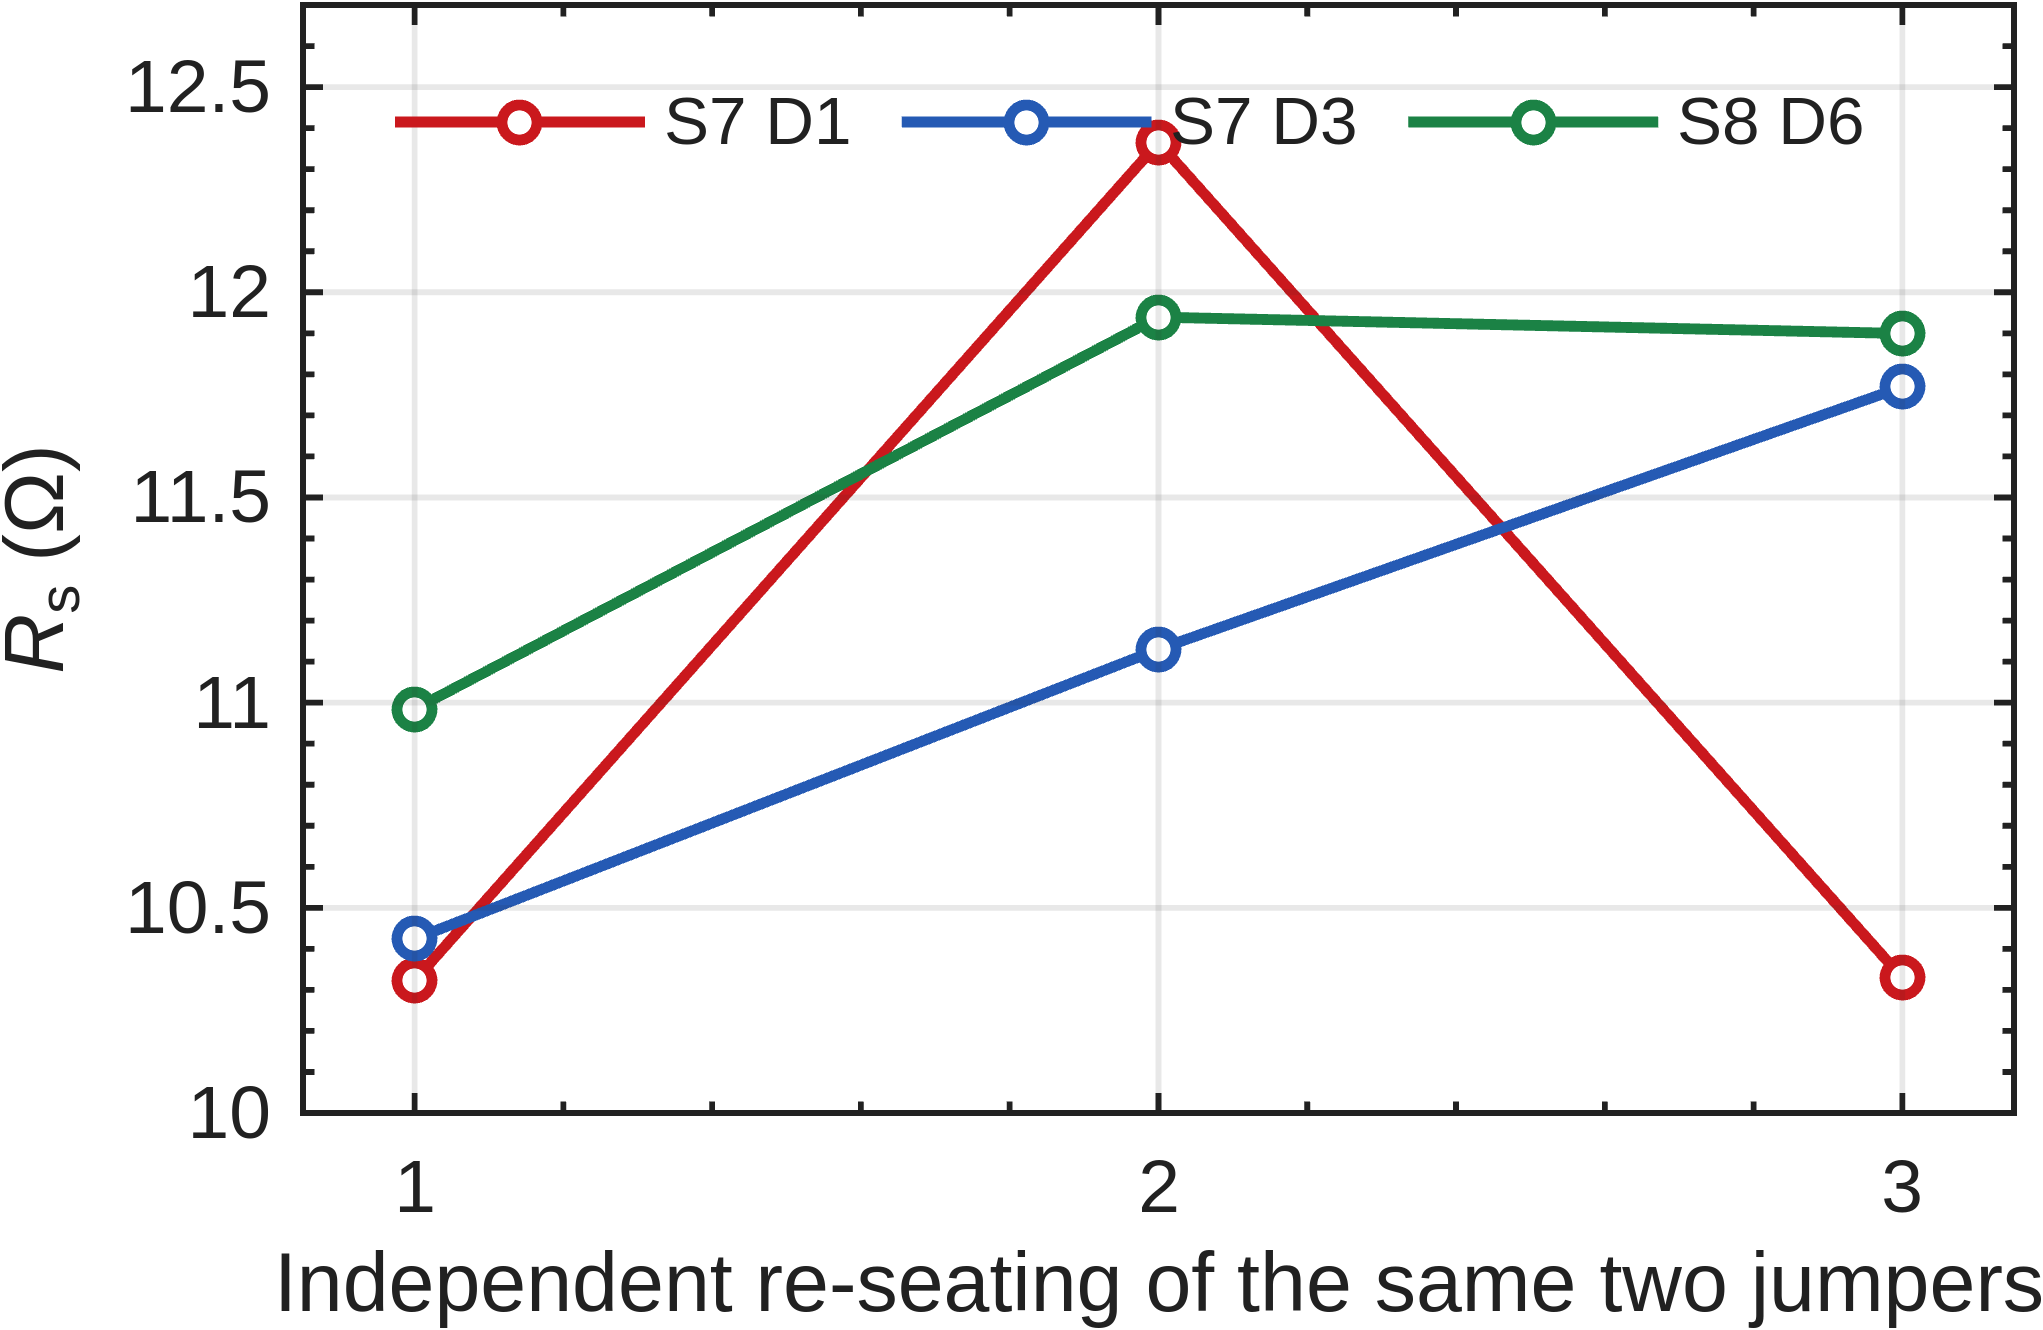 12.5
S7 D1 S7 D3 S8 D6
12
11.5
11
10.5
10
Rs (Ω)
1 2 3
Independent re-seating of the same two jumpers